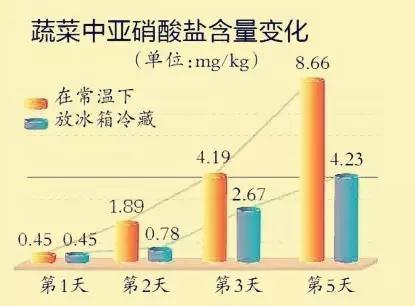 蔬菜中亚硝酸盐含量变化
(单位:mg/kg)
8.66
在常温下
放冰箱冷藏
4.19
4.23
2.67
1.89
0.78
0.45 0.45
第1天 第2天 第3天 第5天